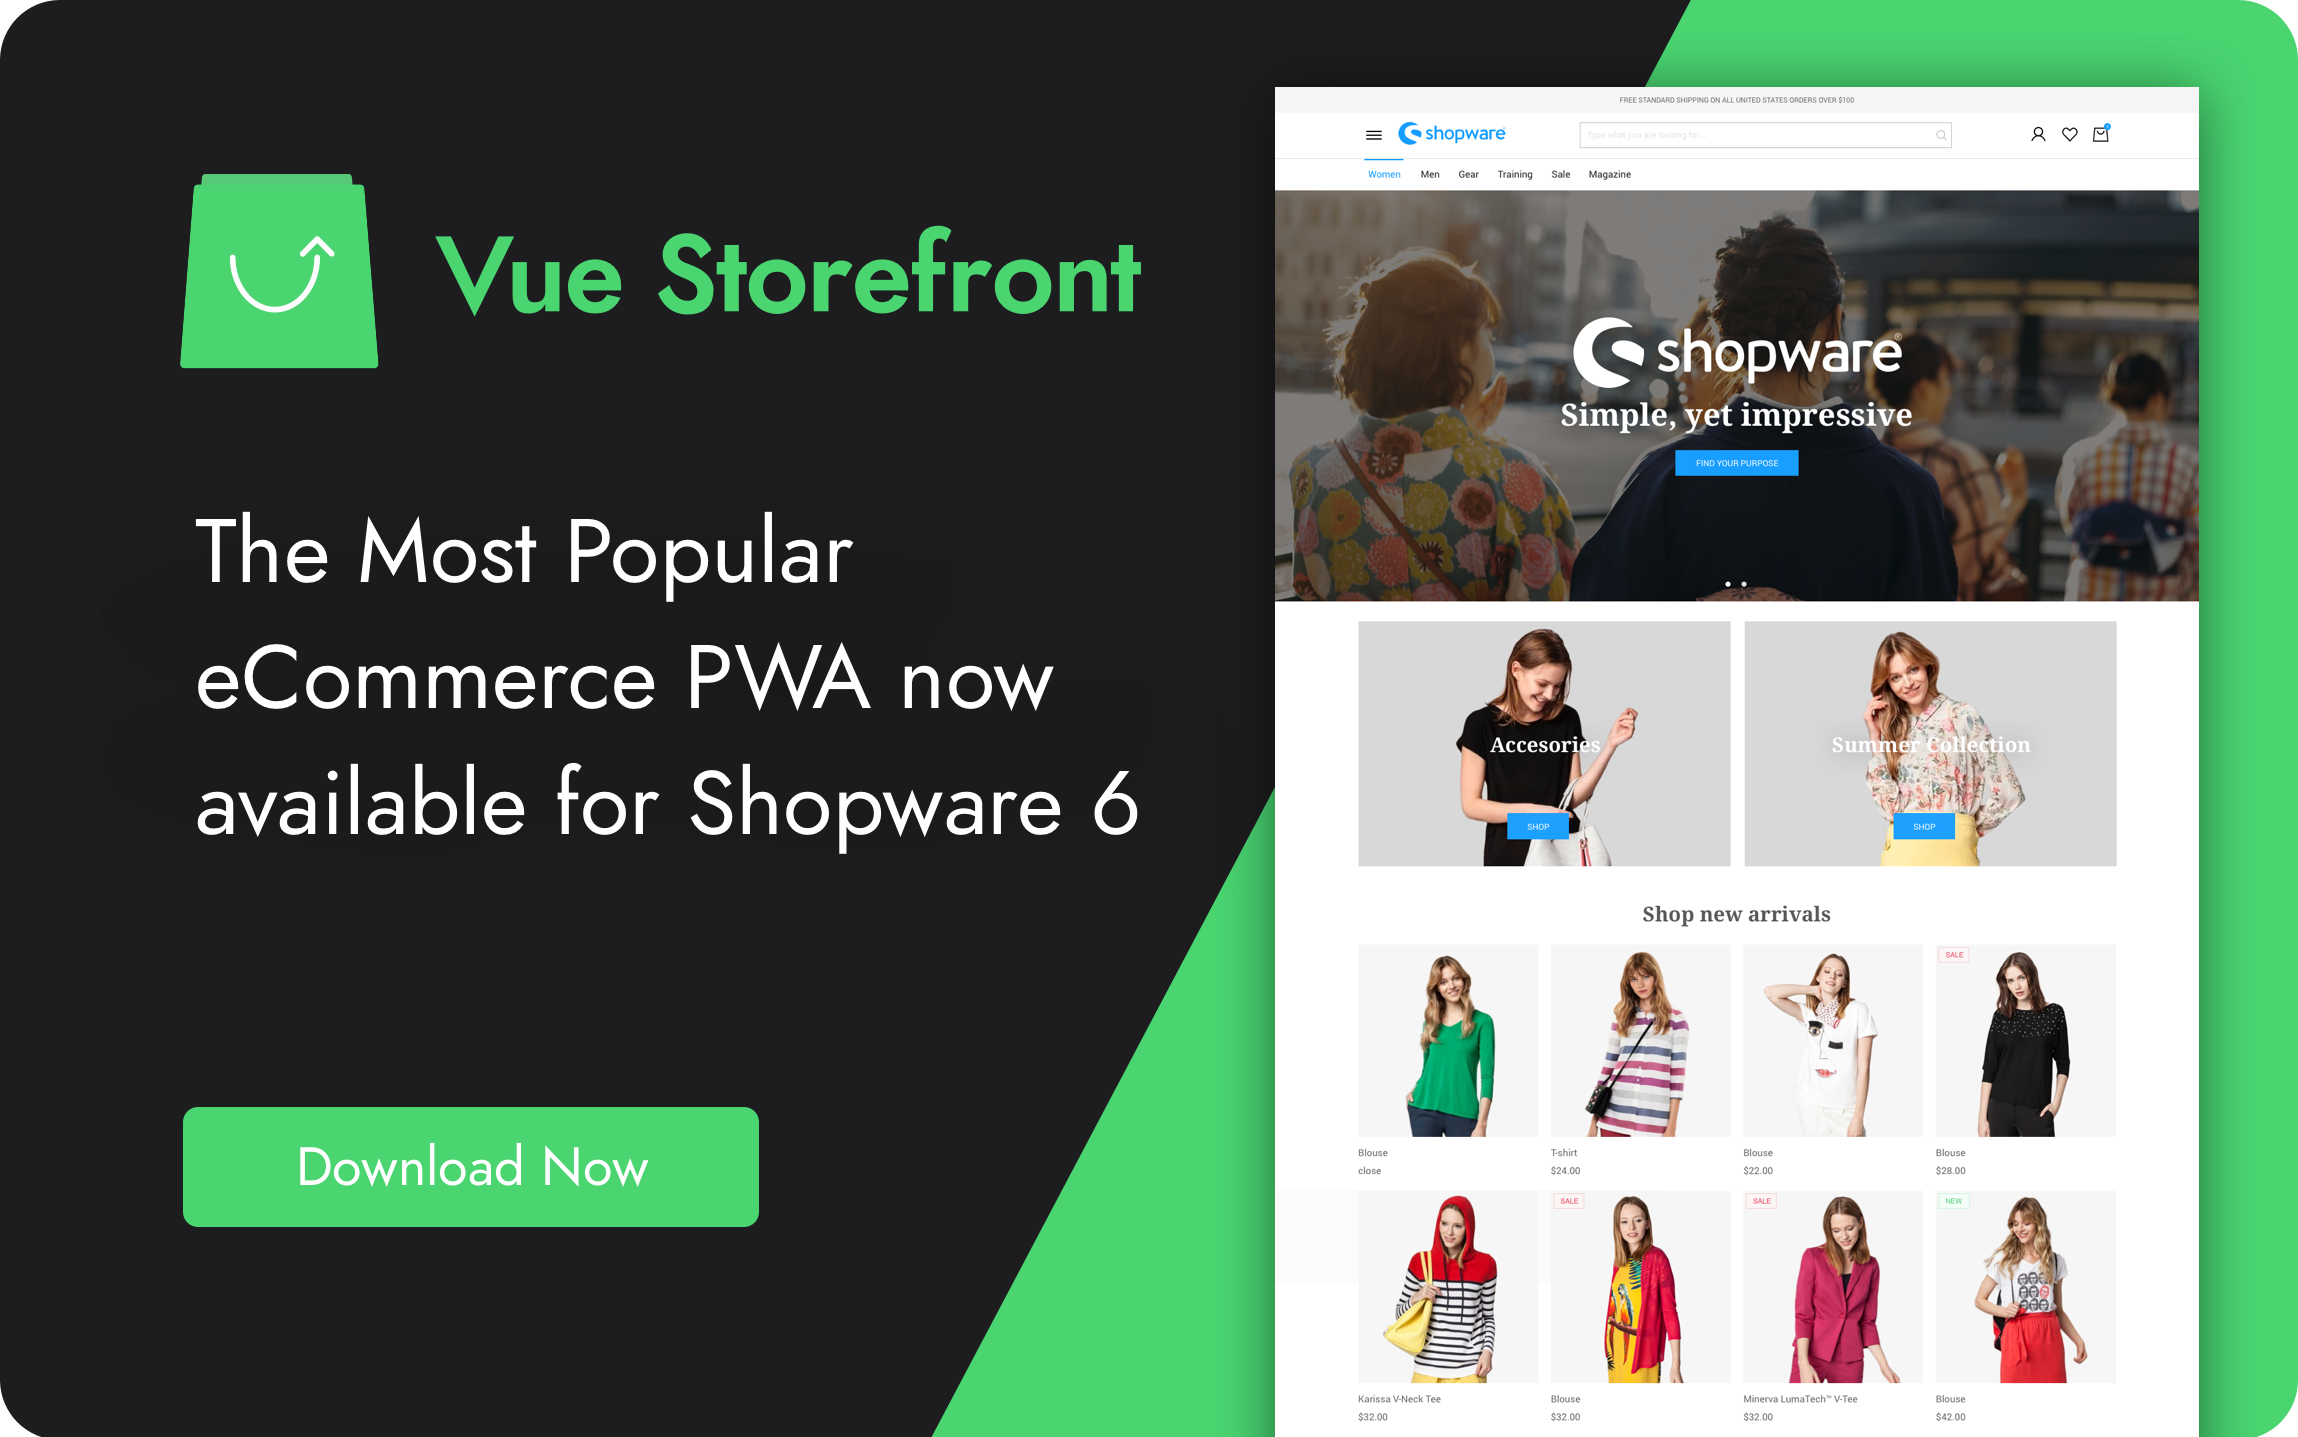 Vue Storefront
The Most Popular
eCommerce PWA now
available for Shopware 6
Download Now
FREE STANDARD SHIPPING ON ALL UNITED STATES ORDERS OVER $100
shopware
Type what you are looking for...
Women Men Gear Training Sale Magazine
shopware®
Simple, yet impressive
FIND YOUR PURPOSE
Accesories
SHOP
Summer Collection
SHOP
Shop new arrivals
Blouse
close
T-shirt
$24.00
Blouse
$22.00
SALE
Blouse
$28.00
Karissa V-Neck Tee
$32.00
SALE
Blouse
$32.00
SALE
Minerva LumaTech™ V-Tee
$32.00
NEW
Blouse
$42.00